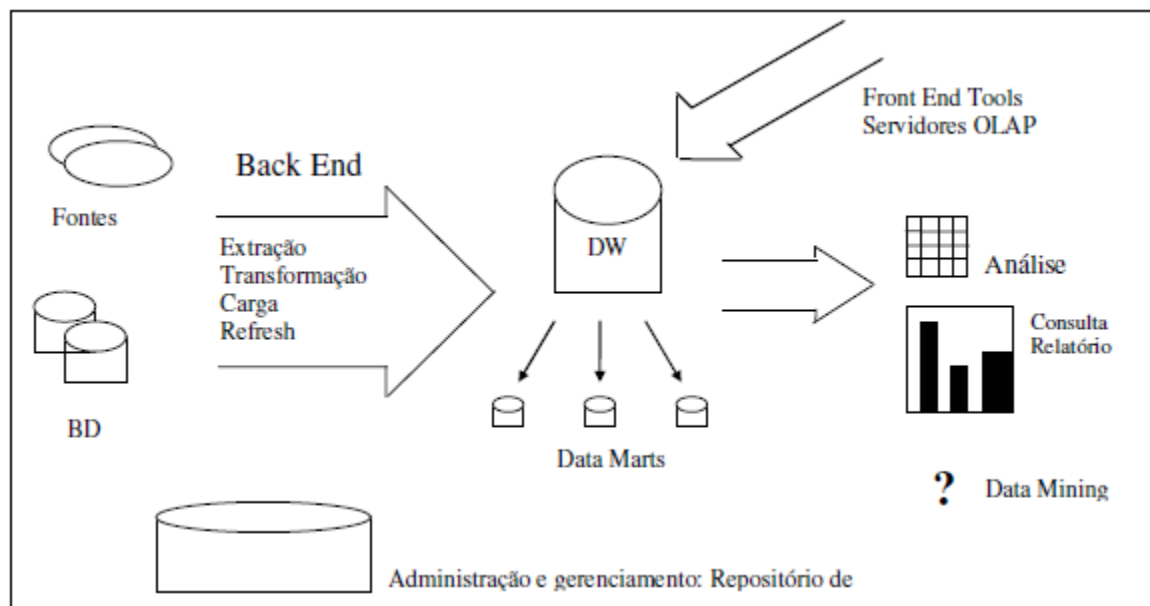 Front End Tools
Servidores OLAP
Back End
Fontes
Extração
Transformação
Carga
Refresh
DW
Análise
Consulta
Relatório
BD
Data Marts
? Data Mining
Administração e gerenciamento: Repositório de